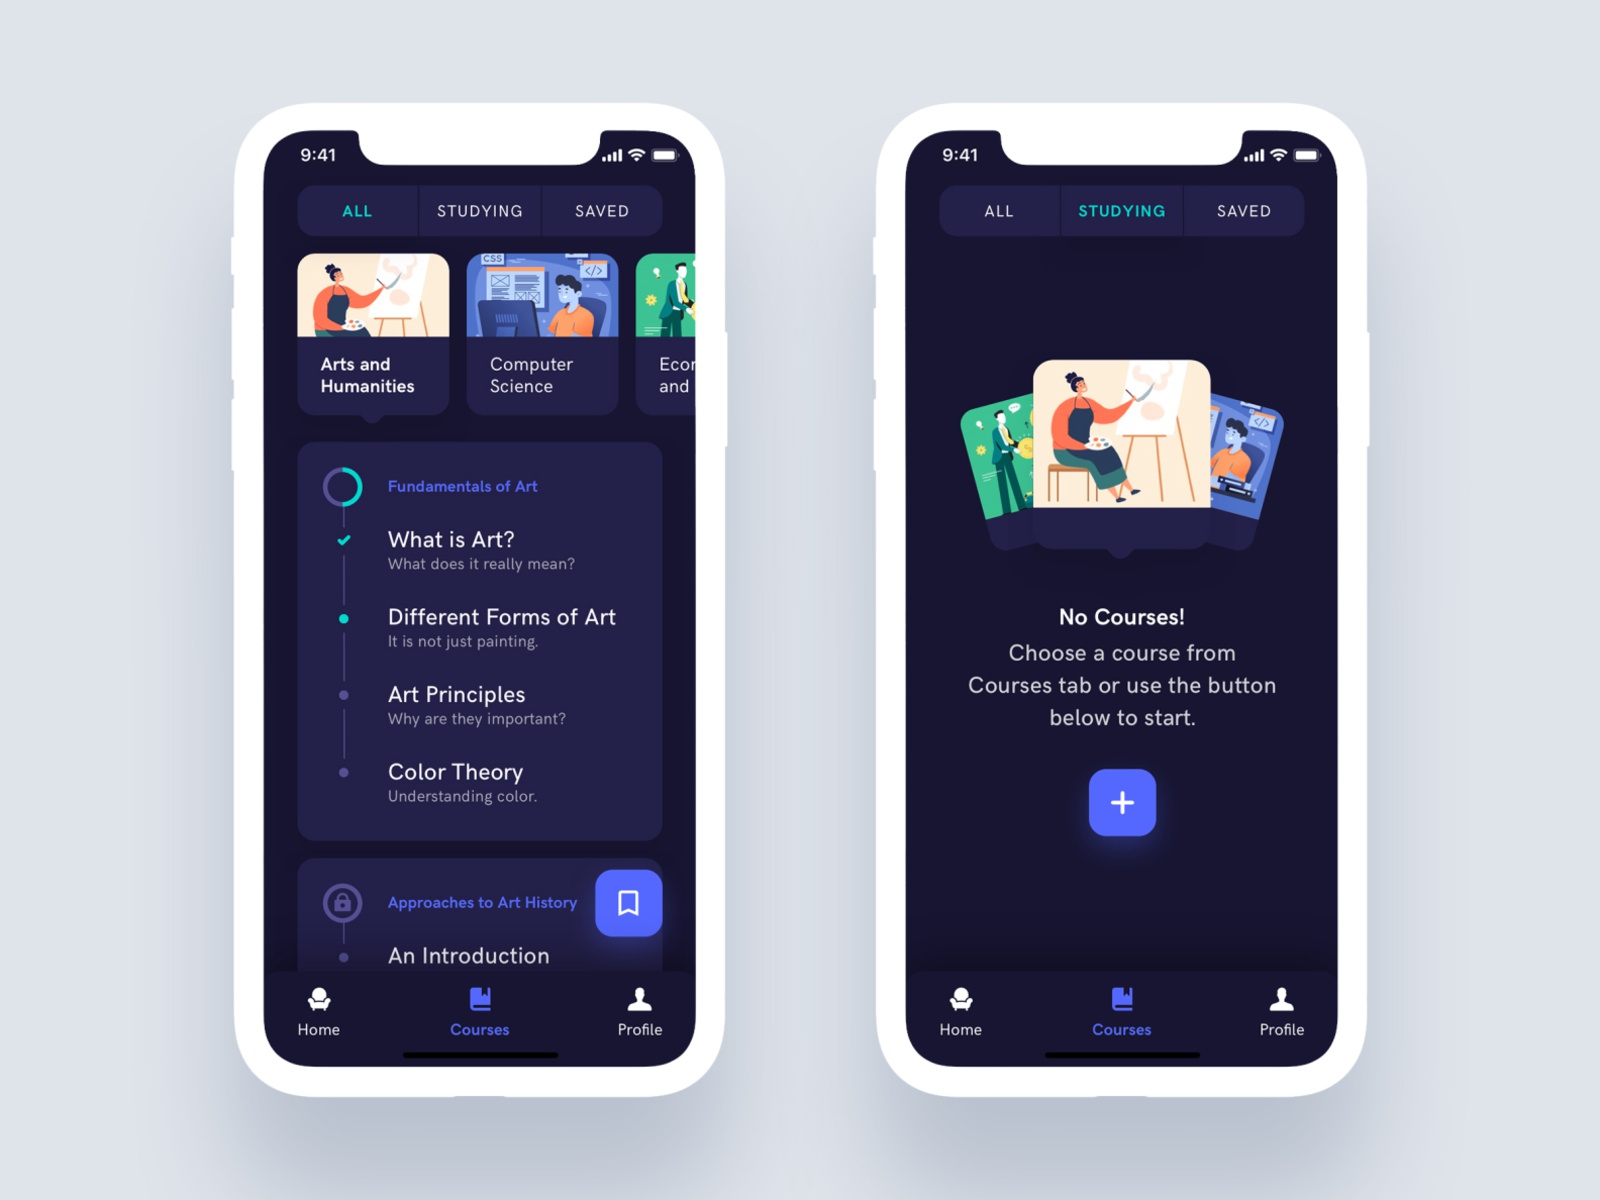 9:41
ALL STUDYING SAVED
CSS
</>
Arts and
Humanities
Computer
Science
and
Fundamentals of Art
What is Art?
What does it really mean?
Different Forms of Art
It is not just painting.
Art Principles
Why are they important?
Color Theory
Understanding color.
Approaches to Art History
An Introduction
Home Courses Profile
9:41
ALL STUDYING SAVED
</>
No Courses!
Choose a course from
Courses tab or use the button
below to start.
Home Courses Profile